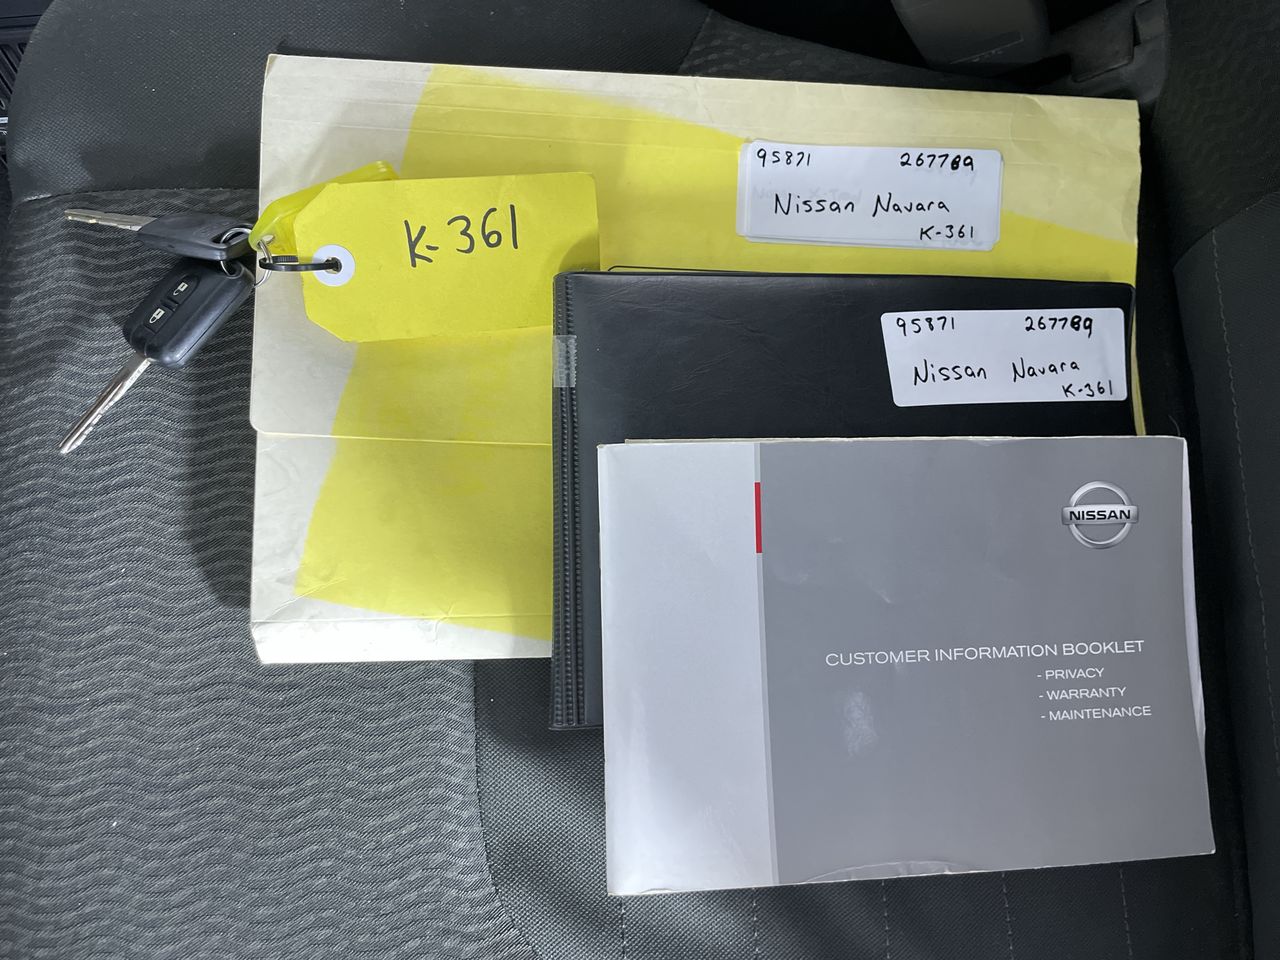 K-361
95871 267789
Nissan Navara
K-361
95871 267789
Nissan Navara
K-361
NISSAN
CUSTOMER INFORMATION BOOKLET
- PRIVACY
- WARRANTY
- MAINTENANCE